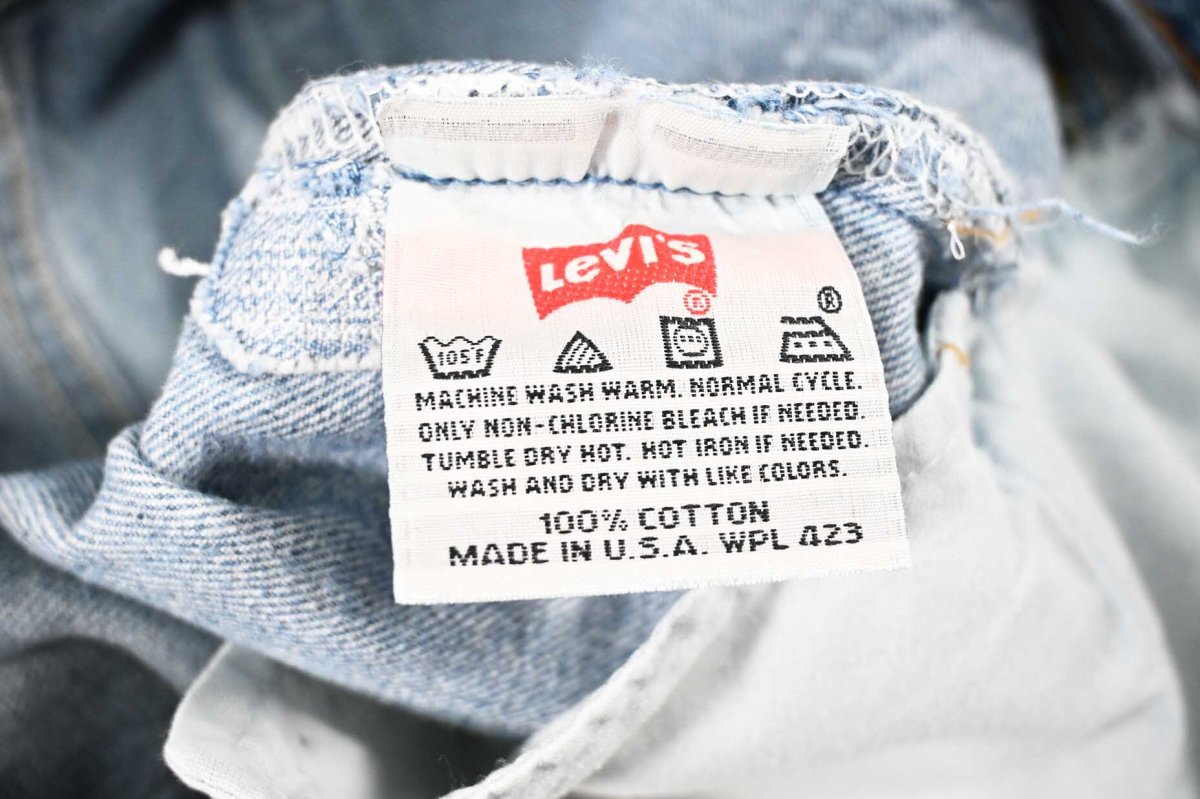 Levi's
®
®
105°F
MACHINE WASH WARM. NORMAL CYCLE.
ONLY NON-CHLORINE BLEACH IF NEEDED.
TUMBLE DRY HOT. HOT IRON IF NEEDED.
WASH AND DRY WITH LIKE COLORS.
100% COTTON
MADE IN U.S.A. WPL 423